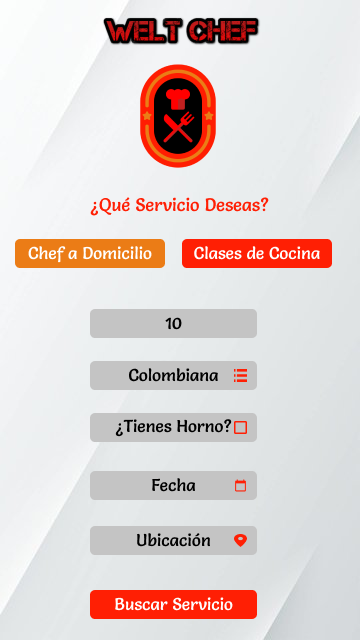 WELT CHEF
¿Qué Servicio Deseas?
Chef a Domicilio
Clases de Cocina
10
Colombiana
¿Tienes Horno?
Fecha
Ubicación
Buscar Servicio